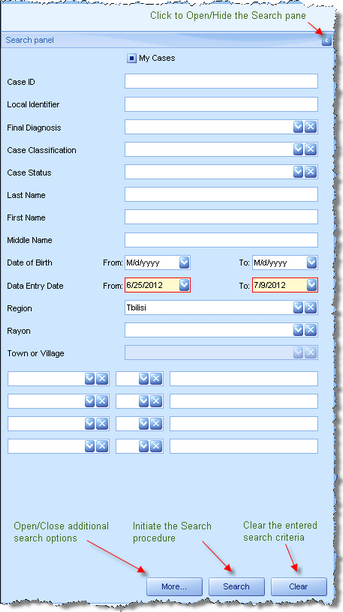 Click to Open/Hide the Search pane
Search panel
My Cases
Case ID
Local Identifier
Final Diagnosis
Case Classification
Case Status
Last Name
First Name
Middle Name
Date of Birth From: M/d/yyyy To: M/d/yyyy
Data Entry Date From: 6/25/2012 To: 7/9/2012
Region Tbilisi
Rayon
Town or Village
Open/Close additional search options
Initiate the Search procedure
Clear the entered search criteria
More... Search Clear